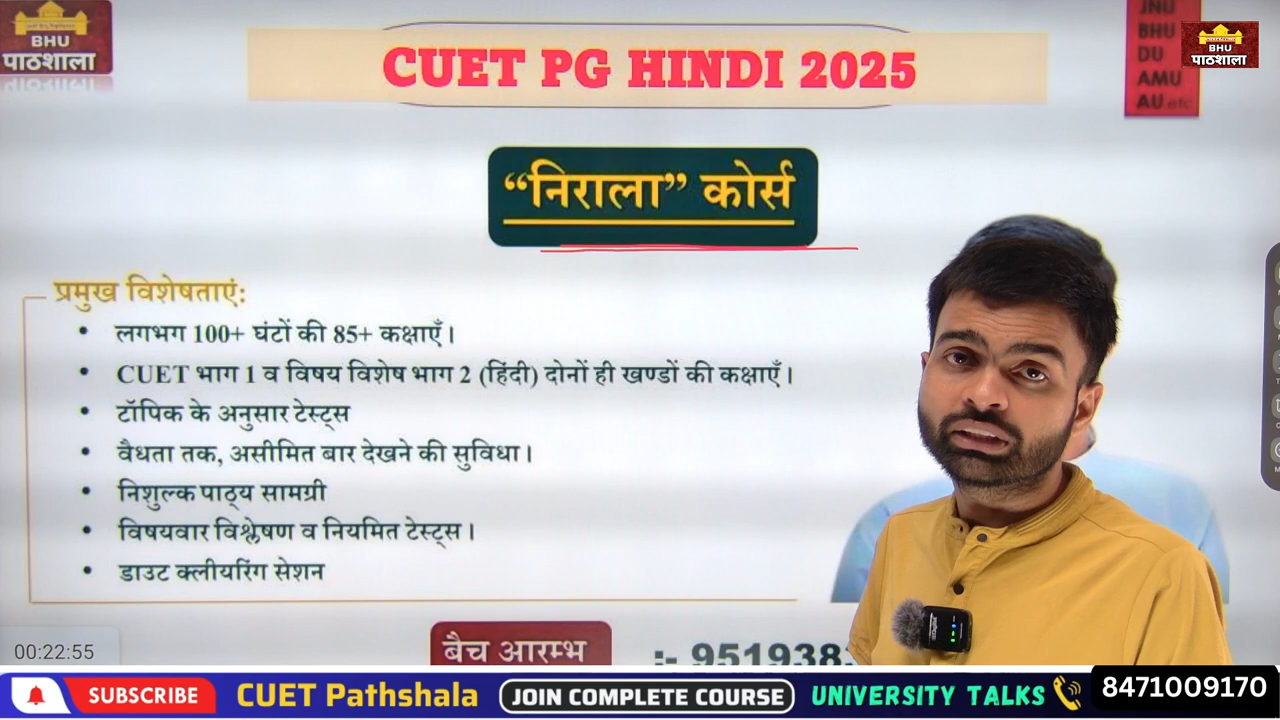 BHU
पाठशाला
CUET PG HINDI 2025
JNU
BHU
DU
AMU
AU etc
BHU
पाठशाला
“निराला” कोर्स
प्रमुख विशेषताएं:
• लगभग 100+ घंटों की 85+ कक्षाएँ।
• CUET भाग 1 व विषय विशेष भाग 2 (हिंदी) दोनों ही खण्डों की कक्षाएँ।
• टॉपिक के अनुसार टेस्ट्स
• वैधता तक, असीमित बार देखने की सुविधा।
• निशुल्क पाठ्य सामग्री
• विषयवार विश्लेषण व नियमित टेस्ट्स।
• डाउट क्लीयरिंग सेशन
00:22:55
बैच आरम्भ
:- 951938
SUBSCRIBE
CUET Pathshala
JOIN COMPLETE COURSE
UNIVERSITY TALKS
8471009170